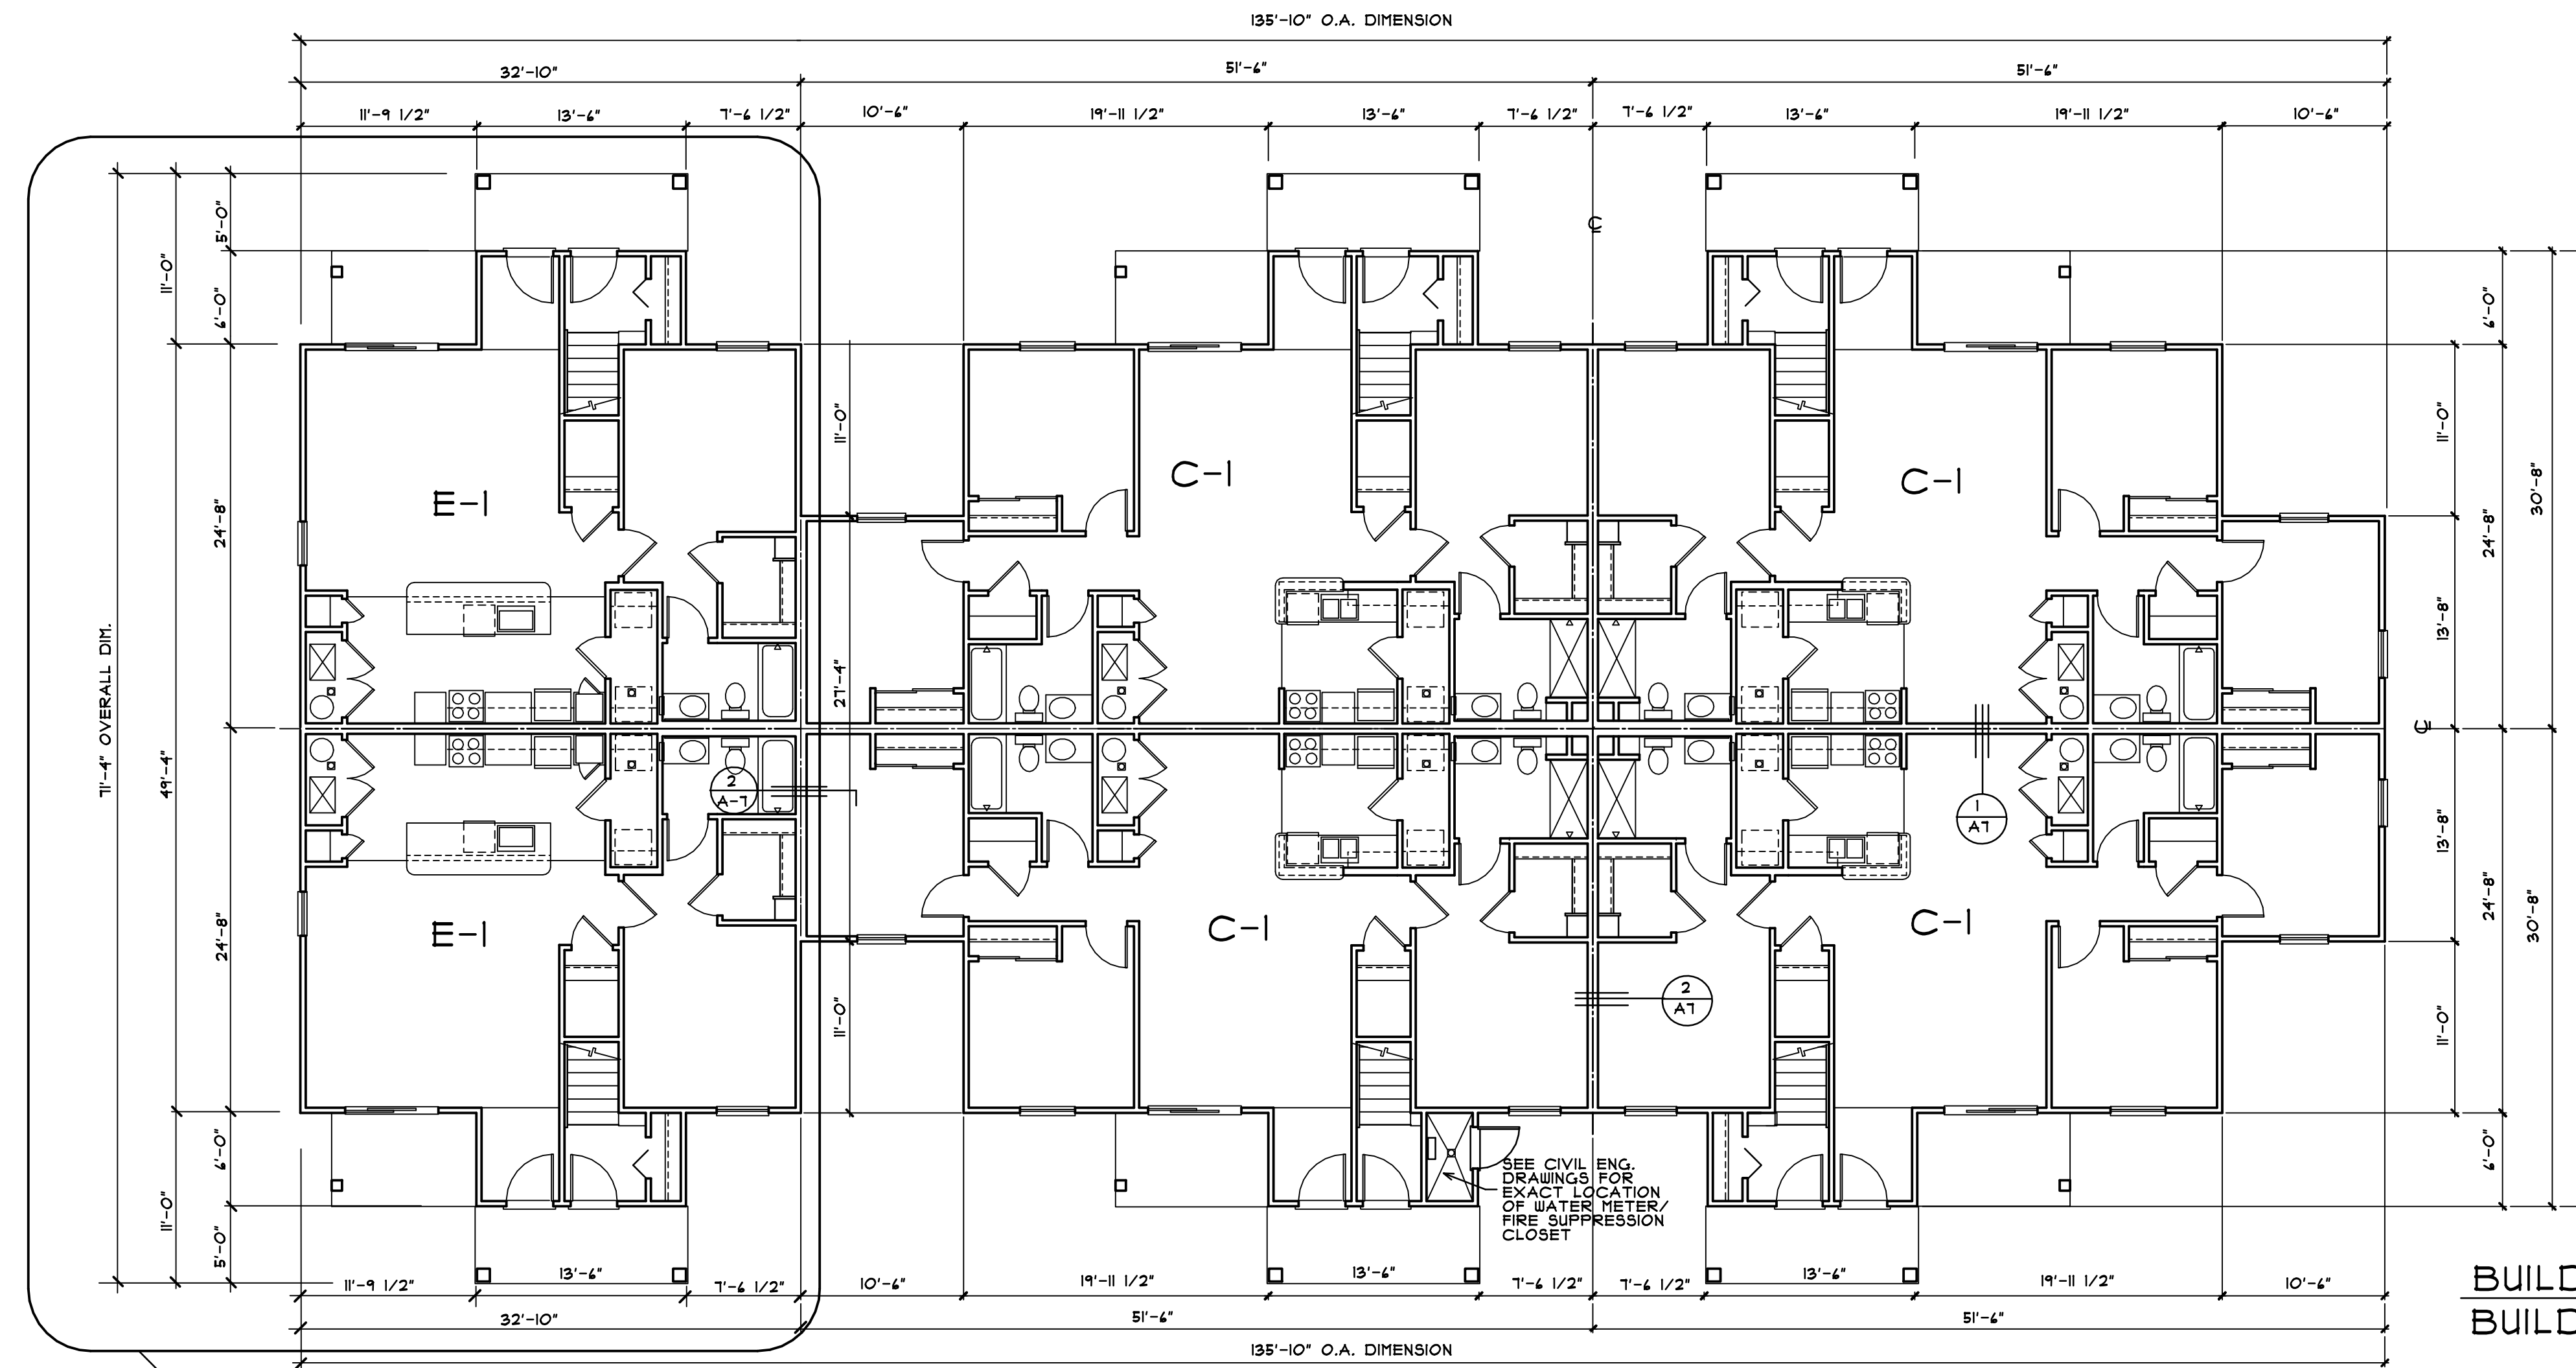 135'-10" O.A. DIMENSION
32'-10" 51'-6" 51'-6"
11'-9 1/2" 13'-6" 7'-6 1/2" 10'-6" 19'-11 1/2" 13'-6" 7'-6 1/2" 7'-6 1/2" 13'-6" 19'-11 1/2" 10'-6"
5'-0"
11'-0"
6'-0"
6'-0"
11'-0"
11'-0"
30'-8"
24'-8"
24'-8"
E-1
C-1
C-1
13'-8"
27'-4"
71'-4" OVERALL DIM.
49'-4"
2
A-7
1
A7
13'-8"
24'-8"
24'-8"
30'-8"
E-1
C-1
C-1
2
A7
11'-0"
11'-0"
6'-0"
6'-0"
11'-0"
5'-0"
SEE CIVIL ENG.
DRAWINGS FOR
EXACT LOCATION
OF WATER METER/
FIRE SUPPRESSION
CLOSET
11'-9 1/2" 13'-6" 7'-6 1/2" 10'-6" 19'-11 1/2" 13'-6" 7'-6 1/2" 7'-6 1/2" 13'-6" 19'-11 1/2" 10'-6"
32'-10" 51'-6" 51'-6"
135'-10" O.A. DIMENSION
BUILD
BUILD